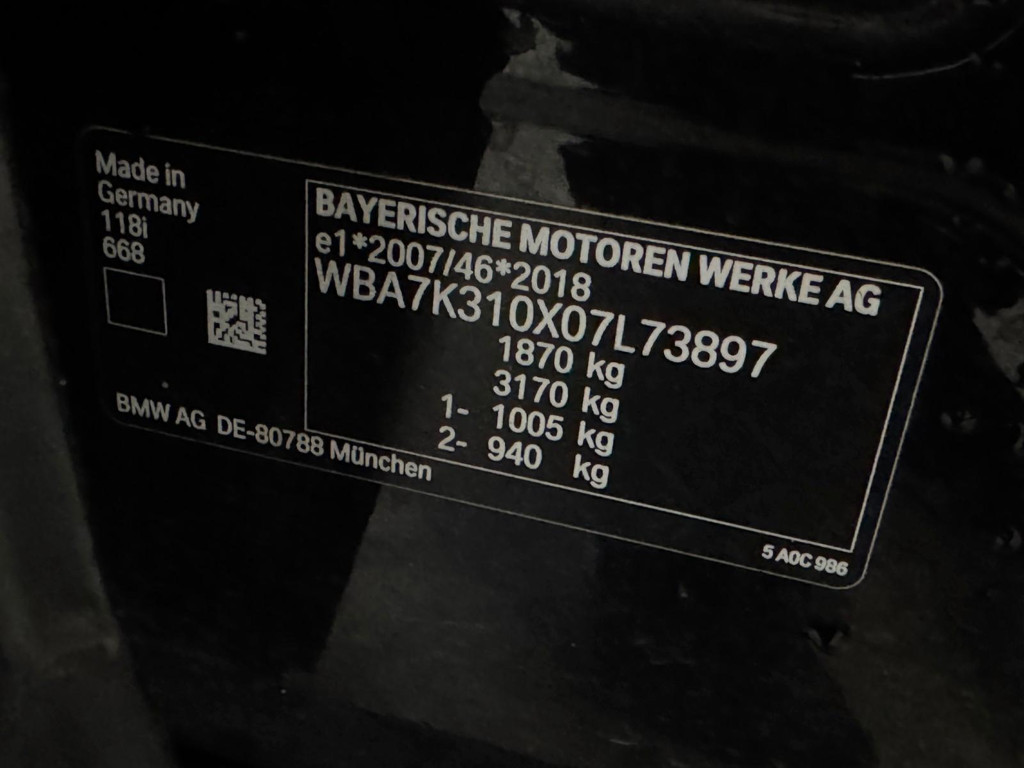 Made in
Germany
118i
668
BAYERISCHE MOTOREN WERKE AG
e1*2007/46*2018
WBA7K310X07L73897
1870 kg
3170 kg
1- 1005 kg
2- 940 kg
BMW AG DE-80788 München
5 A0C 986